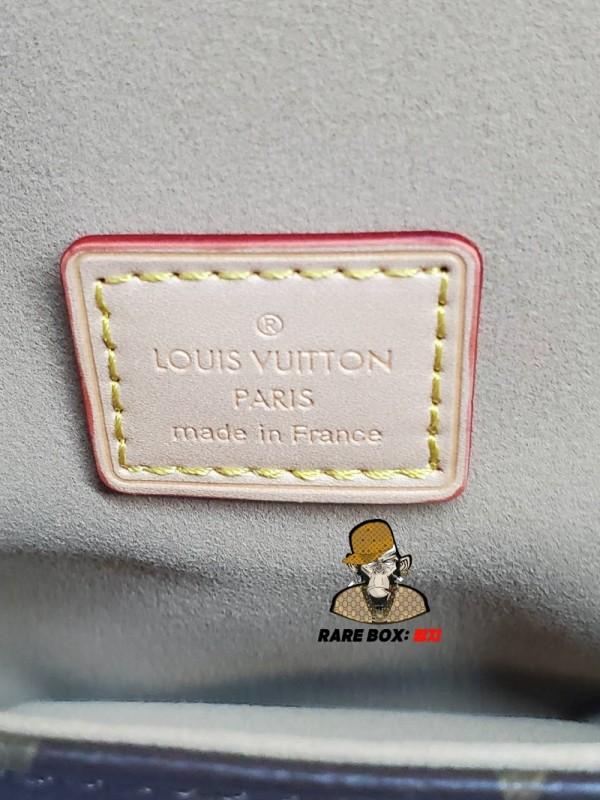 ®
LOUIS VUITTON
PARIS
made in France
RARE BOX: